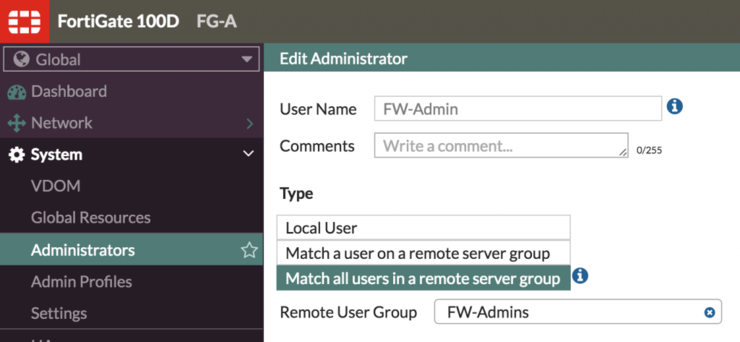 FortiGate 100D FG-A
Global
Edit Administrator
Dashboard
Network
System
VDOM
Global Resources
Administrators
Admin Profiles
Settings
User Name FW-Admin
Comments Write a comment... 0/255
Type
Local User
Match a user on a remote server group
Match all users in a remote server group
Remote User Group FW-Admins